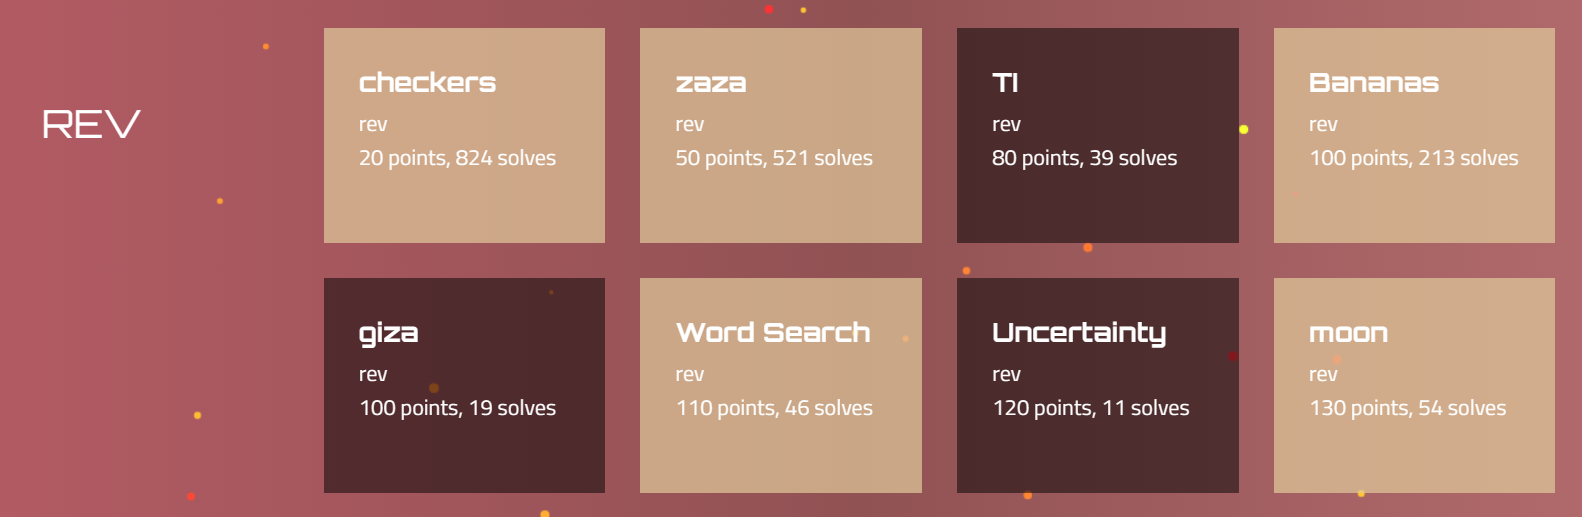 REV
checkers
rev
20 points, 824 solves
zaza
rev
50 points, 521 solves
TI
rev
80 points, 39 solves
Bananas
rev
100 points, 213 solves
giza
rev
100 points, 19 solves
Word Search
rev
110 points, 46 solves
Uncertainty
rev
120 points, 11 solves
moon
rev
130 points, 54 solves